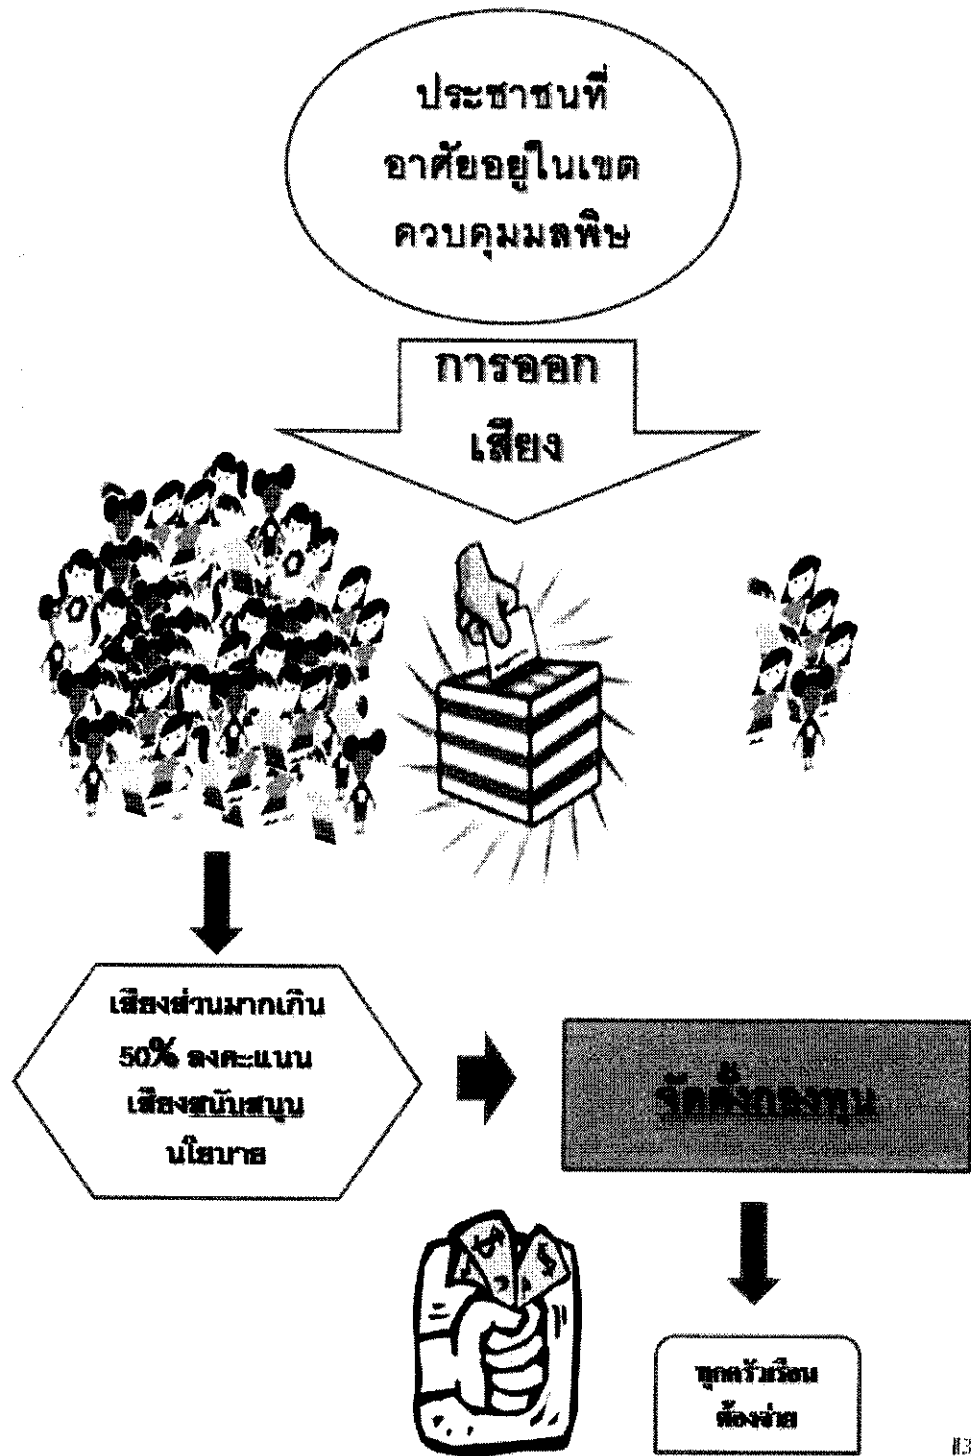 ประชาชนที่
อาศัยอยู่ในเขต
ควบคุมมลพิษ
การออก
เสียง
เสียงส่วนมากเกิน
50% ลงคะแนน
เสียงสนับสนุน
นโยบาย
จัดตั้งกองทุน
ทุกครัวเรือน
ต้องจ่าย